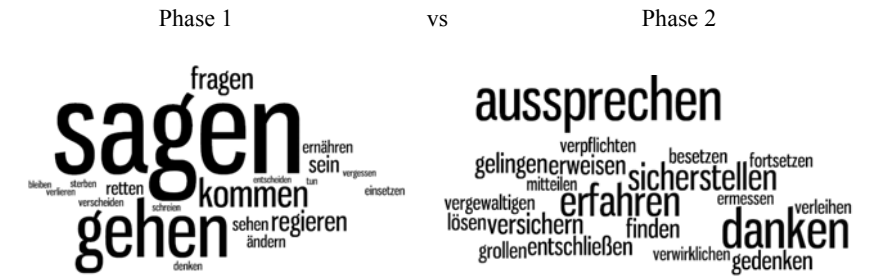 Phase 1 vs Phase 2
fragen
sagen
ernähren
sein
vergessen
bleiben
sterben
verlieren
retten
entscheiden
tun
kommen
einsetzen
verscheiden
schreien
gehen
sehen
regieren
ändern
denken
aussprechen
verpflichten
gelingen
erweisen
besetzen
fortsetzen
mitteilen
sicherstellen
vergewaltigen
erfahren
ermessen
verleihen
lösen
versichern
finden
danken
grollen
entschließen
verwirklichen
gedenken